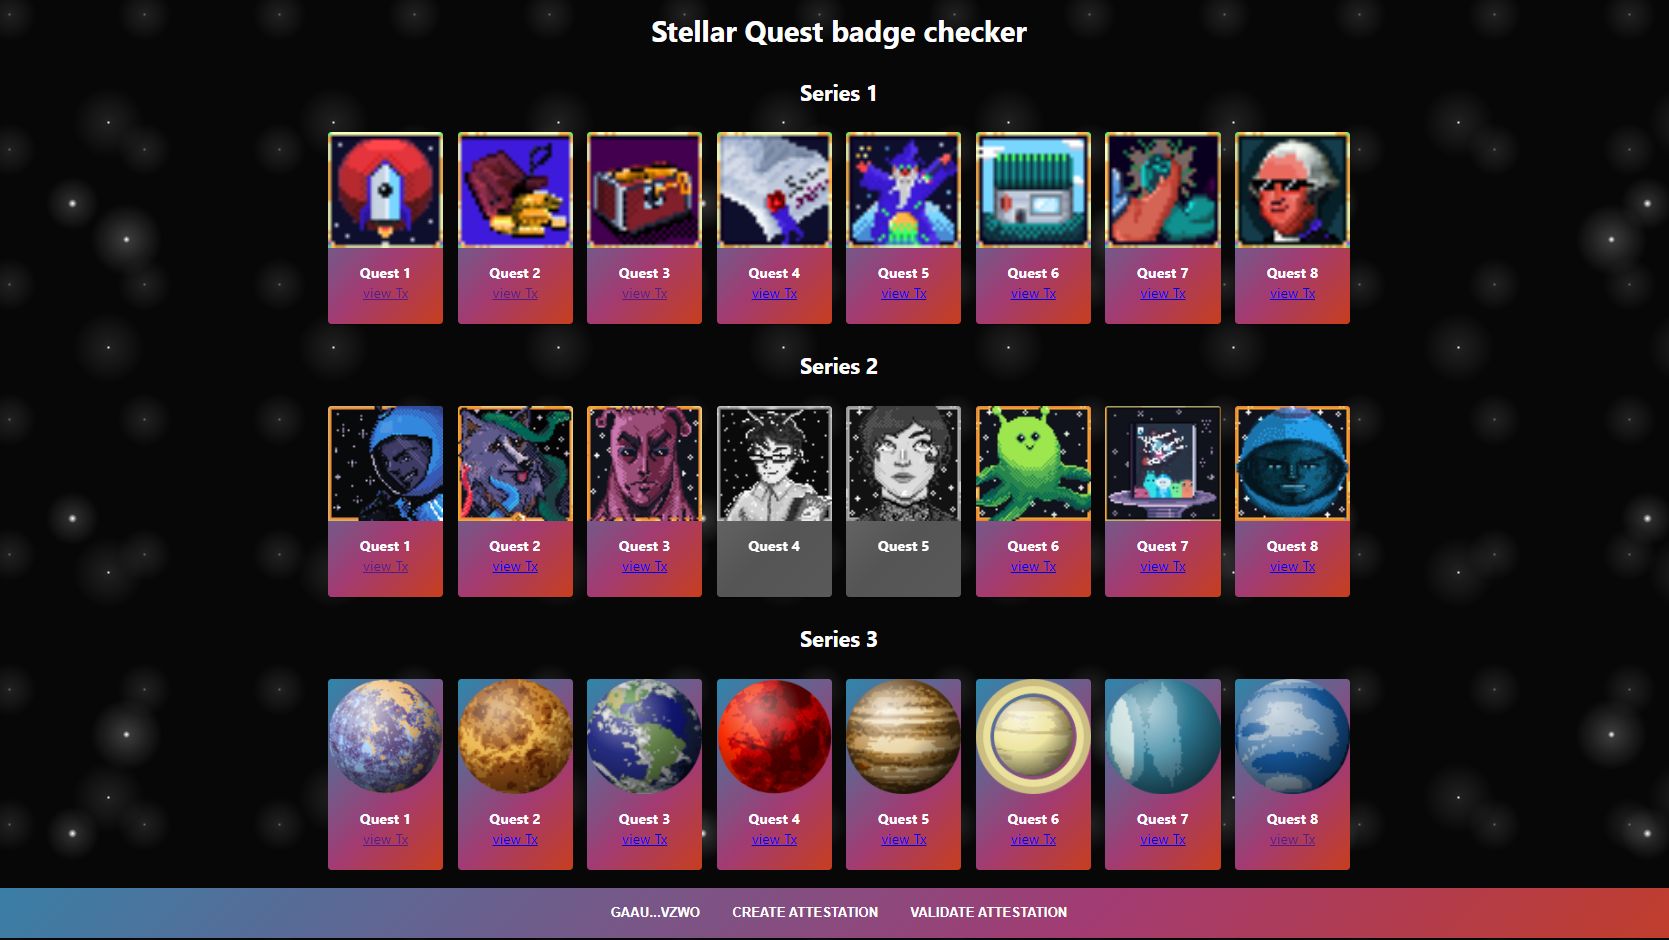 Stellar Quest badge checker
Series 1
Quest 1 Quest 2 Quest 3 Quest 4 Quest 5 Quest 6 Quest 7 Quest 8
view Tx view Tx view Tx view Tx view Tx view Tx view Tx view Tx
Series 2
Quest 1 Quest 2 Quest 3 Quest 4 Quest 5 Quest 6 Quest 7 Quest 8
view Tx view Tx view Tx view Tx view Tx view Tx
Series 3
Quest 1 Quest 2 Quest 3 Quest 4 Quest 5 Quest 6 Quest 7 Quest 8
view Tx view Tx view Tx view Tx view Tx view Tx view Tx view Tx
GAAU...VZWO CREATE ATTESTATION VALIDATE ATTESTATION